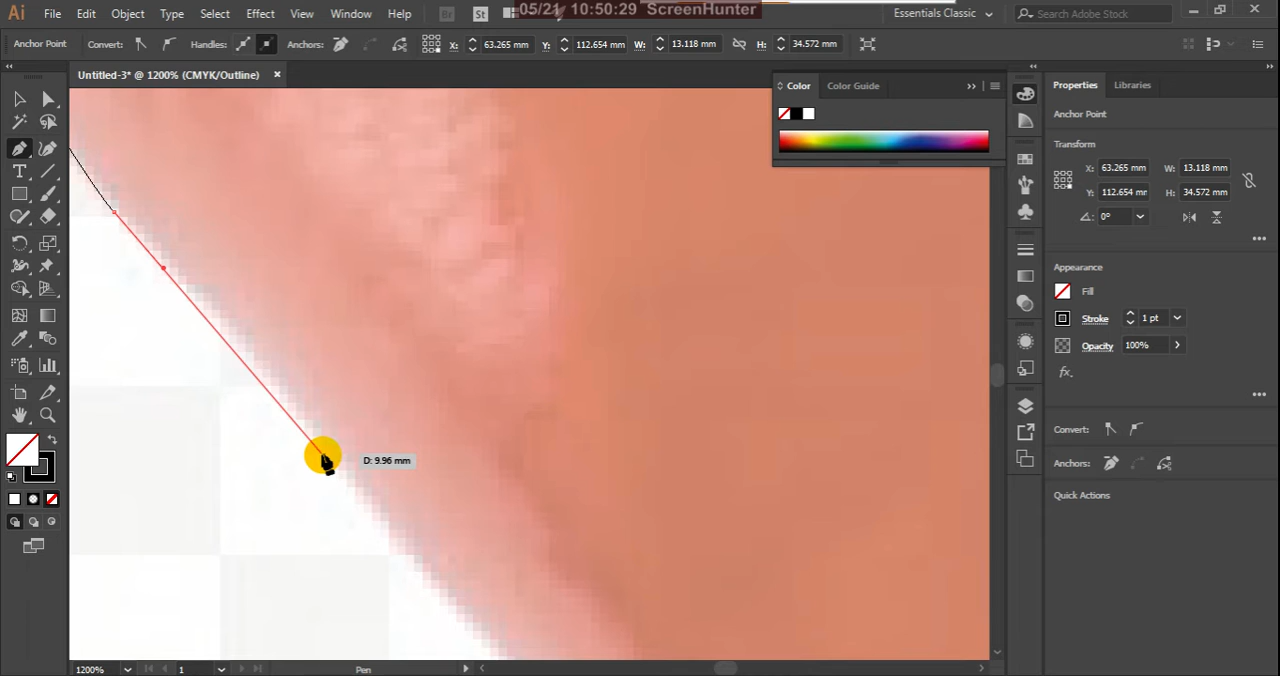 05/21 10:50:29 ScreenHunter
Ai File Edit Object Type Select Effect View Window Help Br St Essentials Classic Search Adobe Stock
Anchor Point Convert: Handles: Anchors: X: 63.265 mm Y: 112.654 mm W: 13.118 mm H: 34.572 mm
Untitled-3* @ 1200% (CMYK/Outline) ×
Color Color Guide
Properties Libraries
Anchor Point
Transform
X: 63.265 mm W: 13.118 mm
Y: 112.654 mm H: 34.572 mm
0°
Appearance
Fill
Stroke 1 pt
Opacity 100%
fx.
Convert:
Anchors:
Quick Actions
D: 9.96 mm
1200% 1 Pen